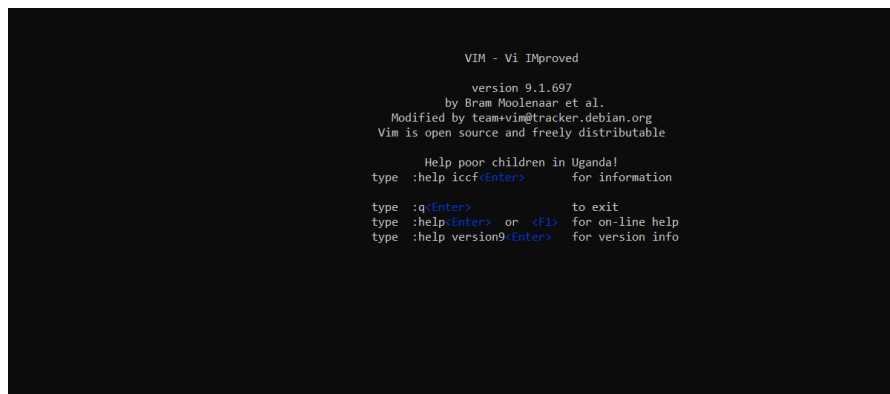 VIM - Vi IMproved
version 9.1.697
by Bram Moolenaar et al.
Modified by team+vim@tracker.debian.org
Vim is open source and freely distributable
Help poor children in Uganda!
type :help iccf<Enter> for information
type :q<Enter> to exit
type :help<Enter> or <F1> for on-line help
type :help version9<Enter> for version info